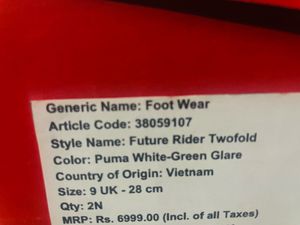 Generic Name: Foot Wear
Article Code: 38059107
Style Name: Future Rider Twofold
Color: Puma White-Green Glare
Country of Origin: Vietnam
Size: 9 UK - 28 cm
Qty: 2N
MRP: Rs. 6999.00 (Incl. of all Taxes)